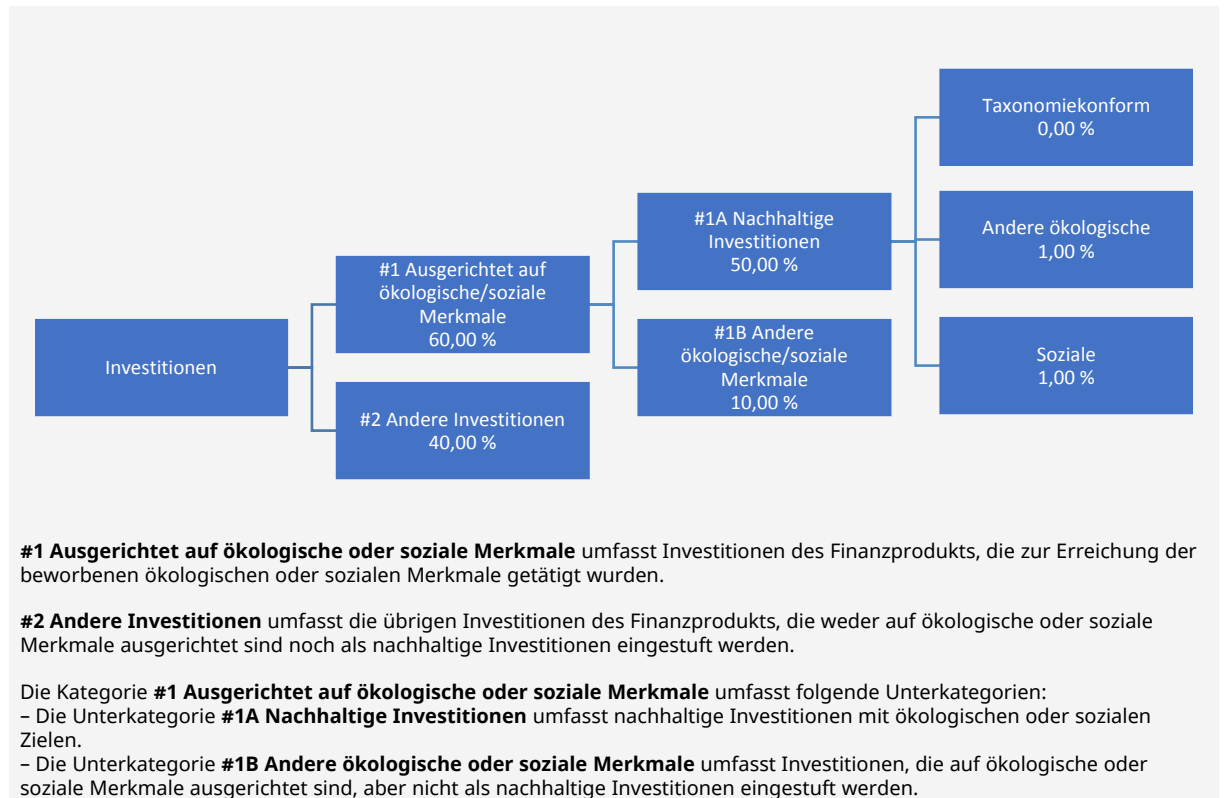 Investitionen
#1 Ausgerichtet auf
ökologische/soziale
Merkmale
60,00 %
#2 Andere Investitionen
40,00 %
#1A Nachhaltige
Investitionen
50,00 %
#1B Andere
ökologische/soziale
Merkmale
10,00 %
Taxonomiekonform
0,00 %
Andere ökologische
1,00 %
Soziale
1,00 %
#1 Ausgerichtet auf ökologische oder soziale Merkmale umfasst Investitionen des Finanzprodukts, die zur Erreichung der
beworbenen ökologischen oder sozialen Merkmale getätigt wurden.
#2 Andere Investitionen umfasst die übrigen Investitionen des Finanzprodukts, die weder auf ökologische oder soziale
Merkmale ausgerichtet sind noch als nachhaltige Investitionen eingestuft werden.
Die Kategorie #1 Ausgerichtet auf ökologische oder soziale Merkmale umfasst folgende Unterkategorien:
– Die Unterkategorie #1A Nachhaltige Investitionen umfasst nachhaltige Investitionen mit ökologischen oder sozialen
Zielen.
– Die Unterkategorie #1B Andere ökologische oder soziale Merkmale umfasst Investitionen, die auf ökologische oder
soziale Merkmale ausgerichtet sind, aber nicht als nachhaltige Investitionen eingestuft werden.